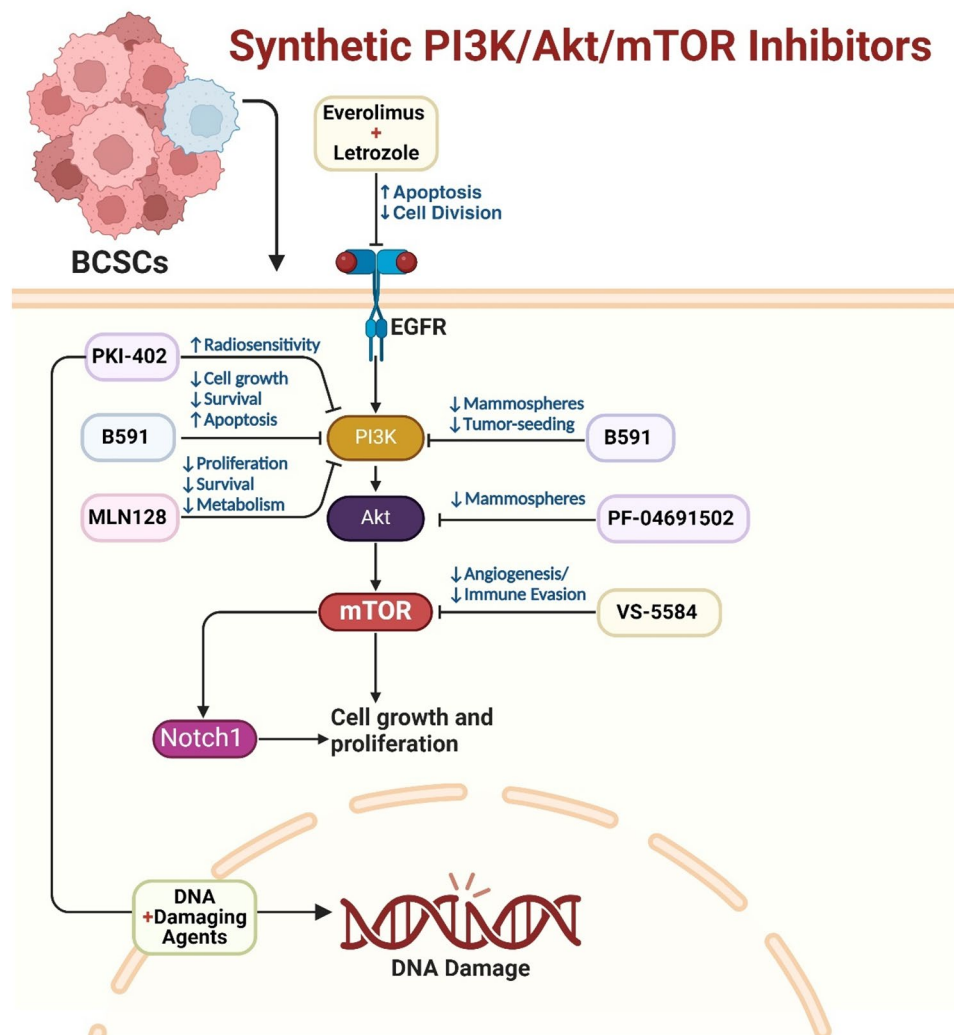 Synthetic PI3K/Akt/mTOR Inhibitors
BCSCs
Everolimus
+
Letrozole
↑ Apoptosis
↓ Cell Division
EGFR
PKI-402
↑ Radiosensitivity
↓ Cell growth
↓ Survival
↑ Apoptosis
B591
↓ Proliferation
↓ Survival
↓ Metabolism
MLN128
PI3K
↓ Mammospheres
↓ Tumor-seeding
B591
Akt
↓ Mammospheres
PF-04691502
mTOR
↓ Angiogenesis/
↓ Immune Evasion
VS-5584
Notch1
Cell growth and
proliferation
DNA
+Damaging
Agents
DNA Damage